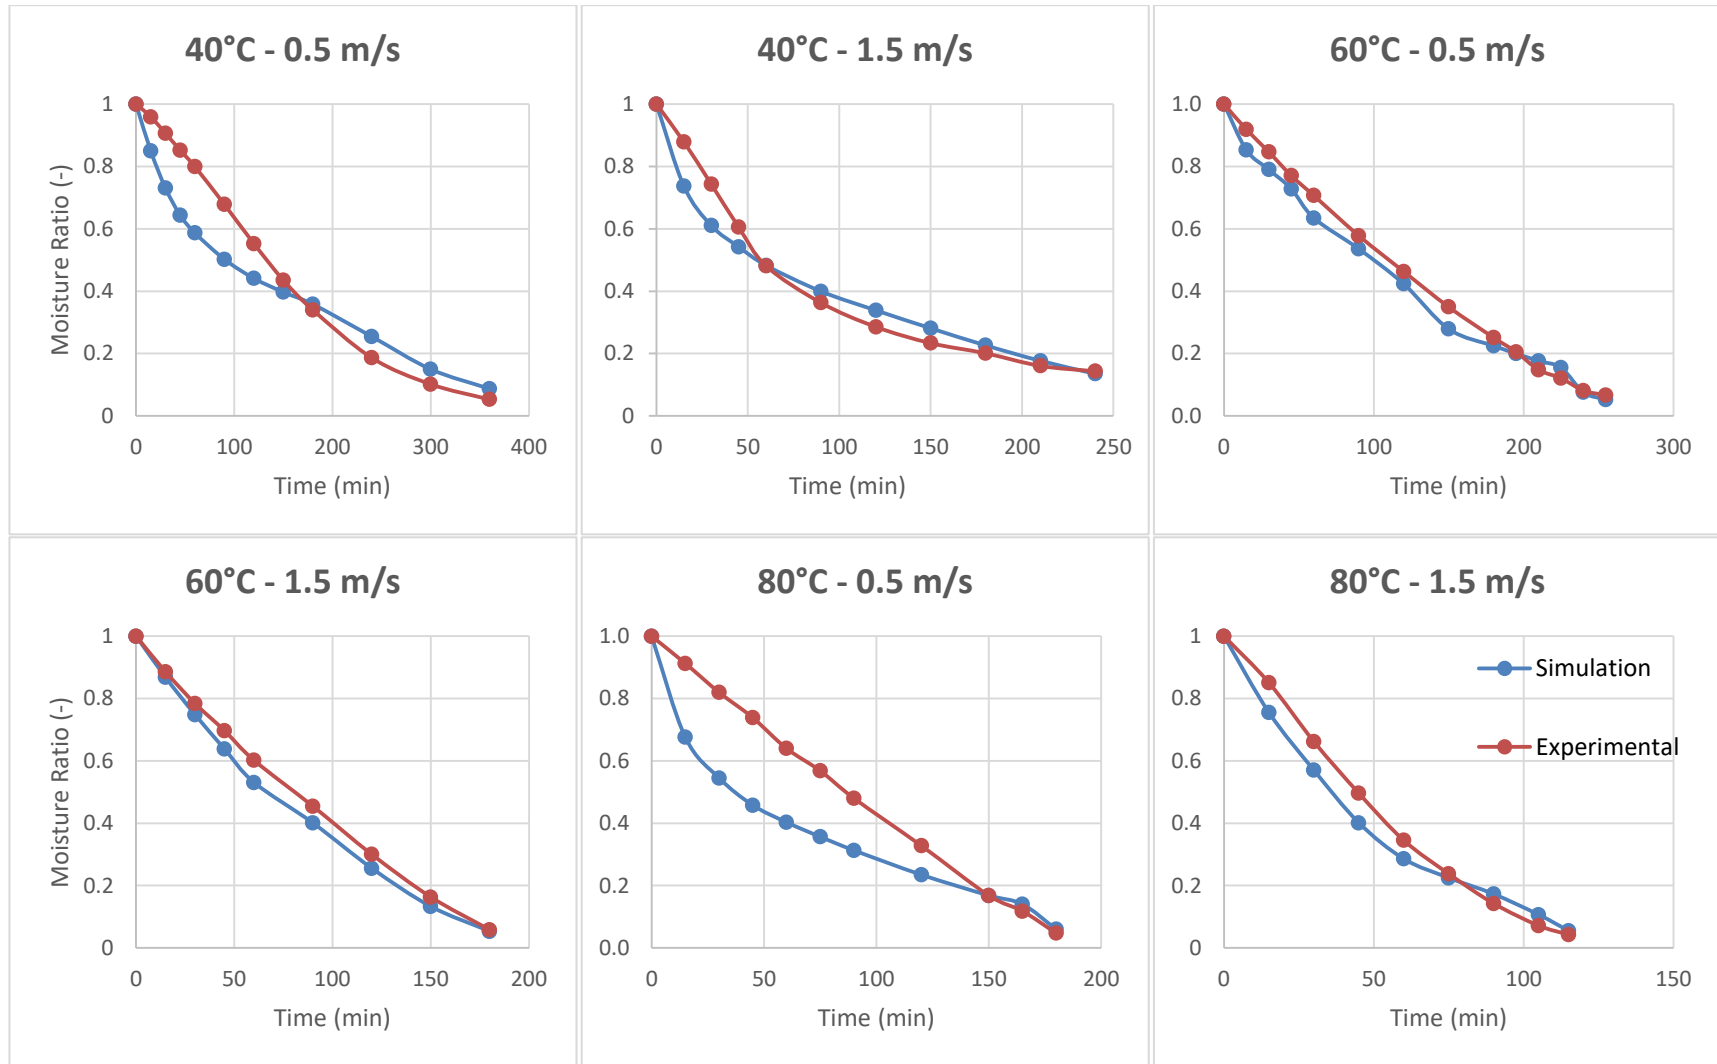 40°C - 0.5 m/s
Moisture Ratio (-)
1
0.8
0.6
0.4
0.2
0
0 100 200 300 400
Time (min)
40°C - 1.5 m/s
1
0.8
0.6
0.4
0.2
0
0 50 100 150 200 250
Time (min)
60°C - 0.5 m/s
1.0
0.8
0.6
0.4
0.2
0.0
0 100 200 300
Time (min)
60°C - 1.5 m/s
Moisture Ratio (-)
1
0.8
0.6
0.4
0.2
0
0 50 100 150 200
Time (min)
80°C - 0.5 m/s
1.0
0.8
0.6
0.4
0.2
0.0
0 50 100 150 200
Time (min)
80°C - 1.5 m/s
1
0.8
0.6
0.4
0.2
0
0 50 100 150
Time (min)
Simulation
Experimental